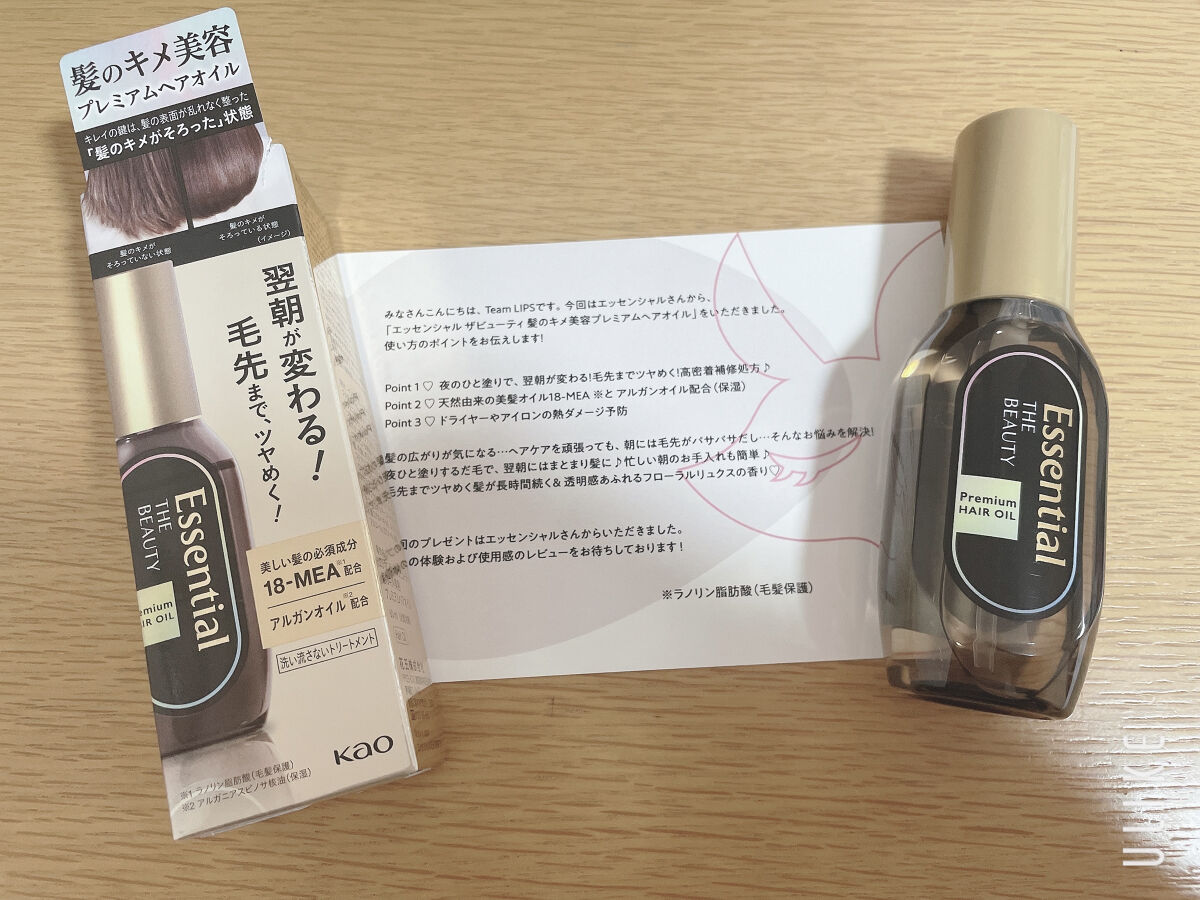 髪のキメ美容
プレミアムヘアオイル
キレイの鍵は、髪の表面が乱れなく整った
「髪のキメがそろった」状態
髪のキメが
そろっていない状態
髪のキメが
そろっている状態
(イメージ)
翌朝が変わる!
毛先まで、ツヤめく!
Essential
THE
BEAUTY
emium
IR OIL
美しい髪の必須成分
18-MEA※1配合
アルガンオイル※2配合
洗い流さないトリートメント
Kao
※1 ラノリン脂肪酸(毛髪保護)
※2 アルガニアスピノサ核油(保湿)
みなさんこんにちは、Team LIPSです。今回はエッセンシャルさんから、
「エッセンシャル ザビューティ 髪のキメ美容プレミアムヘアオイル」をいただきました。
使い方のポイントをお伝えします!
Point 1 ♡ 夜のひと塗りで、翌朝が変わる!毛先までツヤめく!高密着補修処方♪
Point 2 ♡ 天然由来の美髪オイル18-MEA ※と アルガンオイル配合(保湿)
Point 3 ♡ ドライヤーやアイロンの熱ダメージ予防
髪の広がりが気になる…ヘアケアを頑張っても、朝には毛先がパサパサだし…そんなお悩みを解決!
夜ひと塗りするだ毛で、翌朝にはまとまり髪に♪忙しい朝のお手入れも簡単♪
毛先までツヤめく髪が長時間続く& 透明感あふれるフローラルリュクスの香り♡
回のプレゼントはエッセンシャルさんからいただきました。
の体験および使用感のレビューをお待ちしております!
※ラノリン脂肪酸(毛髪保護)
Essential
THE
BEAUTY
Premium
HAIR OIL